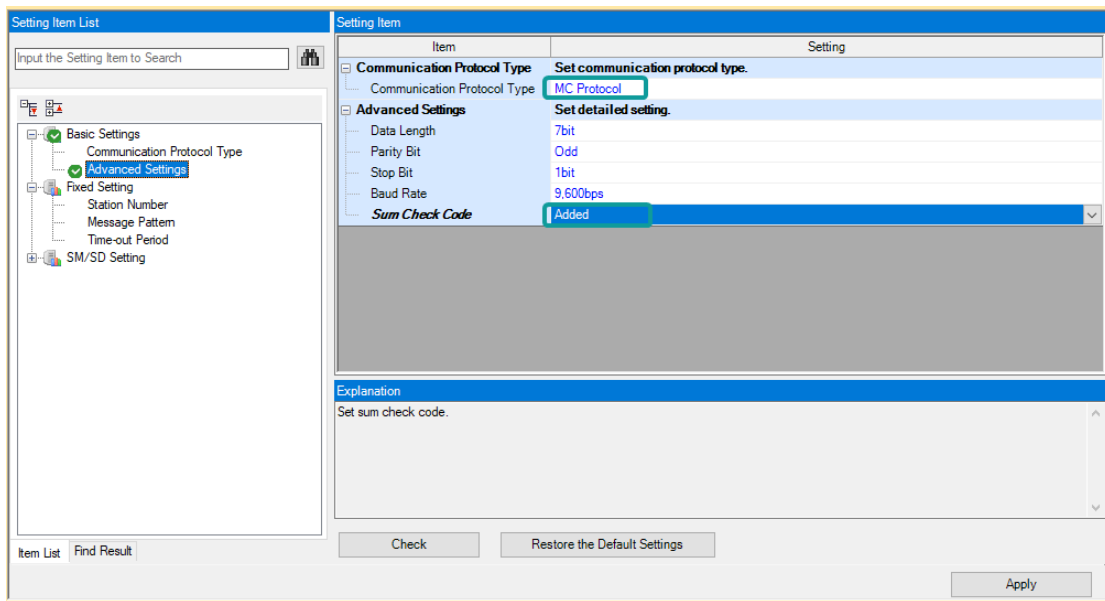 Setting Item List
Input the Setting Item to Search
Basic Settings
Communication Protocol Type
Advanced Settings
Fixed Setting
Station Number
Message Pattern
Time-out Period
SM/SD Setting
Item List Find Result
Setting Item
Item Setting
Communication Protocol Type Set communication protocol type.
Communication Protocol Type MC Protocol
Advanced Settings Set detailed setting.
Data Length 7bit
Parity Bit Odd
Stop Bit 1bit
Baud Rate 9,600bps
Sum Check Code Added
Explanation
Set sum check code.
Check Restore the Default Settings
Apply